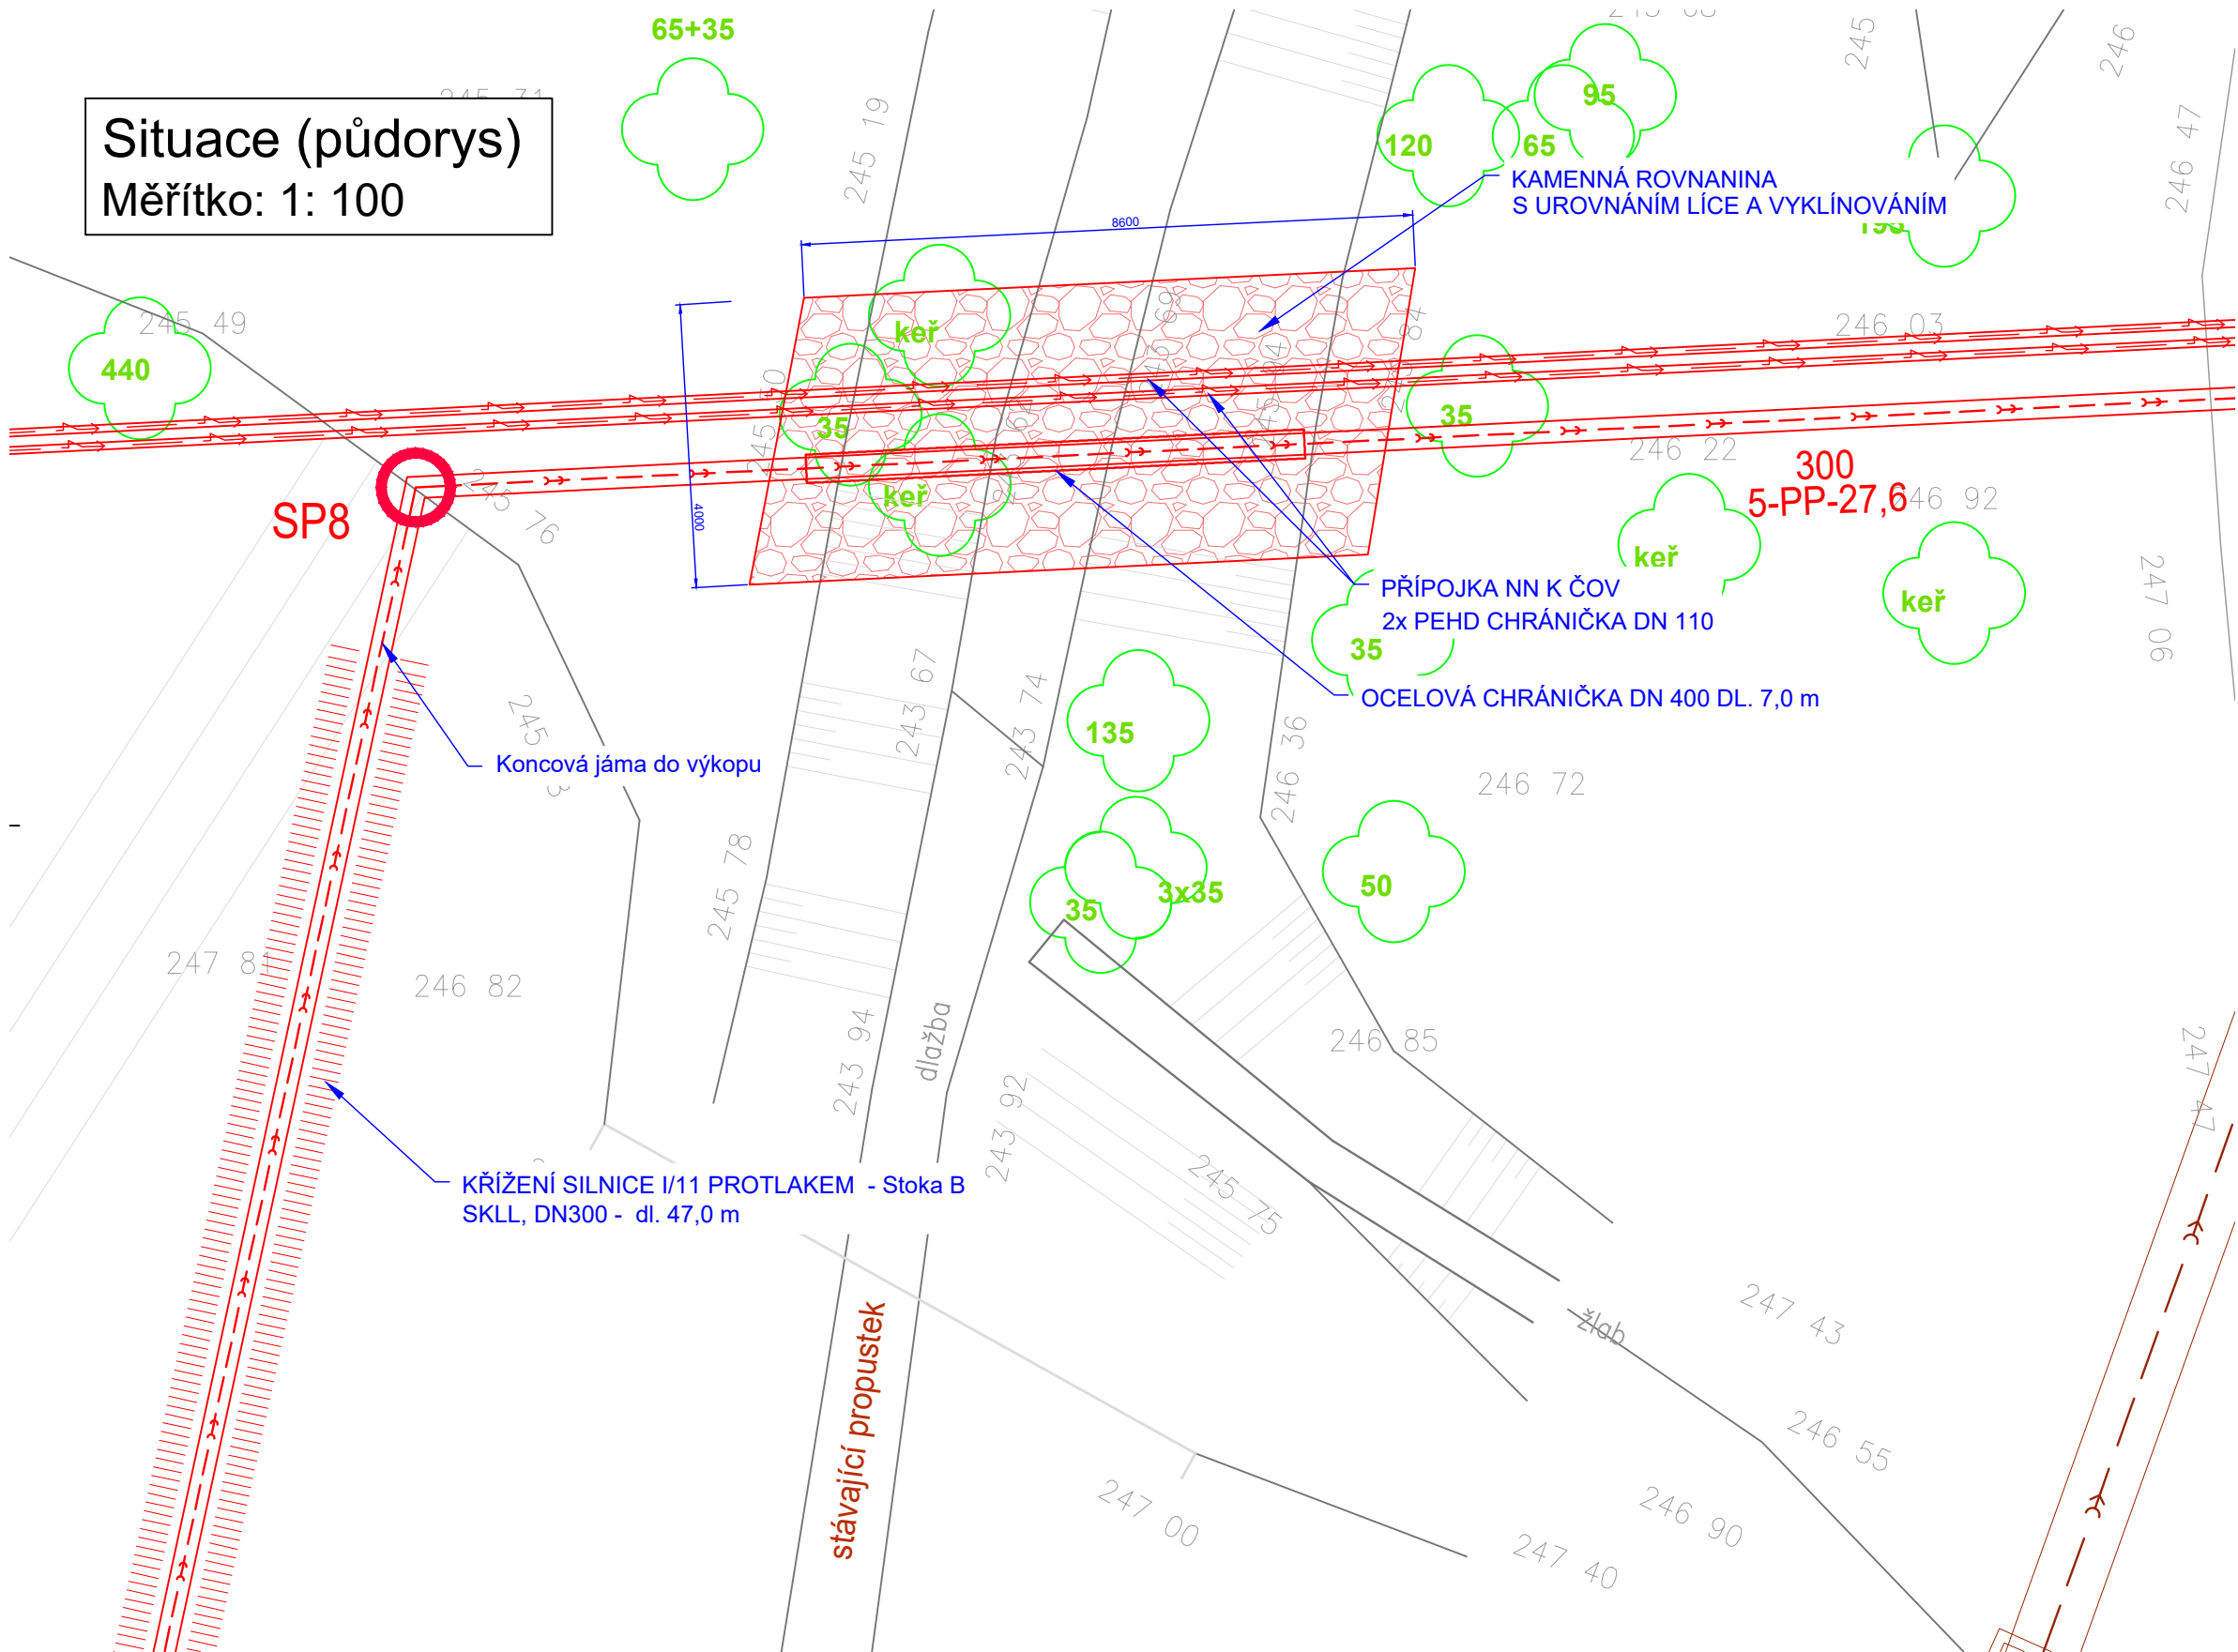 65+35
245 19
245
246
246 47
Situace (půdorys)
Měřítko: 1: 100
95
120
65
KAMENNÁ ROVNANINA
S UROVNÁNÍM LÍCE A VYKLÍNOVÁNÍM
8600
245 49
440
keř
246 03
35
35
4000
keř
246 22
300
5-PP-27,6
246 92
SP8
245 76
keř
keř
PŘÍPOJKA NN K ČOV
2x PEHD CHRÁNIČKA DN 110
35
247 06
OCELOVÁ CHRÁNIČKA DN 400 DL. 7,0 m
243 67
243 74
135
246 36
Koncová jáma do výkopu
246 72
245 78
3x35
35
50
247 81
246 82
243 94
dlažba
246 85
243 92
247 47
KŘÍŽENÍ SILNICE I/11 PROTLAKEM - Stoka B
SKLL, DN300 - dl. 47,0 m
245 75
stávající propustek
žlab
247 43
246 55
247 00
246 90
247 40